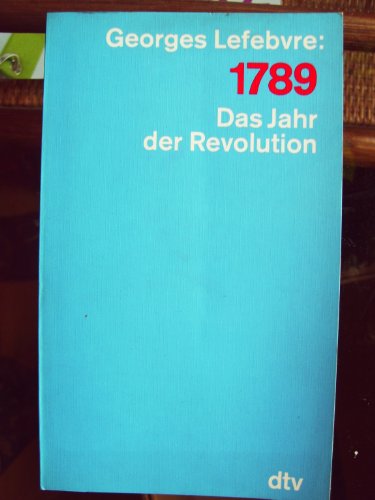 Georges Lefebvre:
1789
Das Jahr
der Revolution
dtv